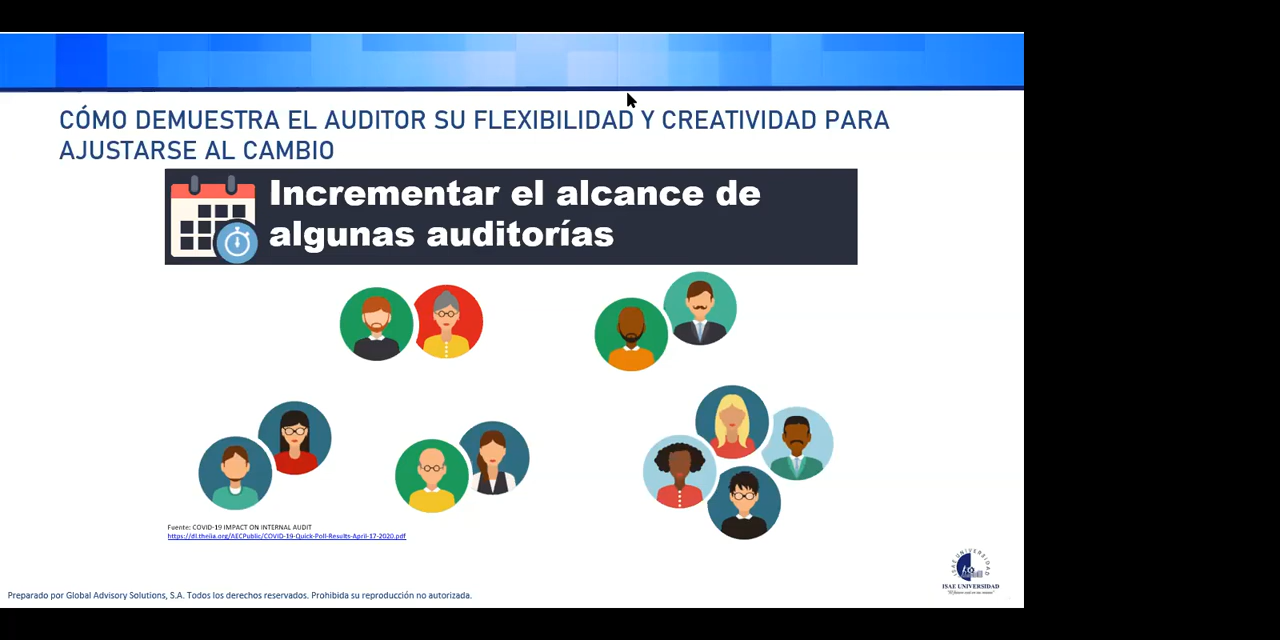 CÓMO DEMUESTRA EL AUDITOR SU FLEXIBILIDAD Y CREATIVIDAD PARA
AJUSTARSE AL CAMBIO
Incrementar el alcance de
algunas auditorías
Fuente: COVID-19 IMPACT ON INTERNAL AUDIT
https://dl.theiia.org/AECPublic/COVID-19-Quick-Poll-Results-April-17-2020.pdf
ISAE UNIVERSIDAD
ISAE UNIVERSIDAD
Preparado por Global Advisory Solutions, S.A. Todos los derechos reservados. Prohibida su reproducción no autorizada.